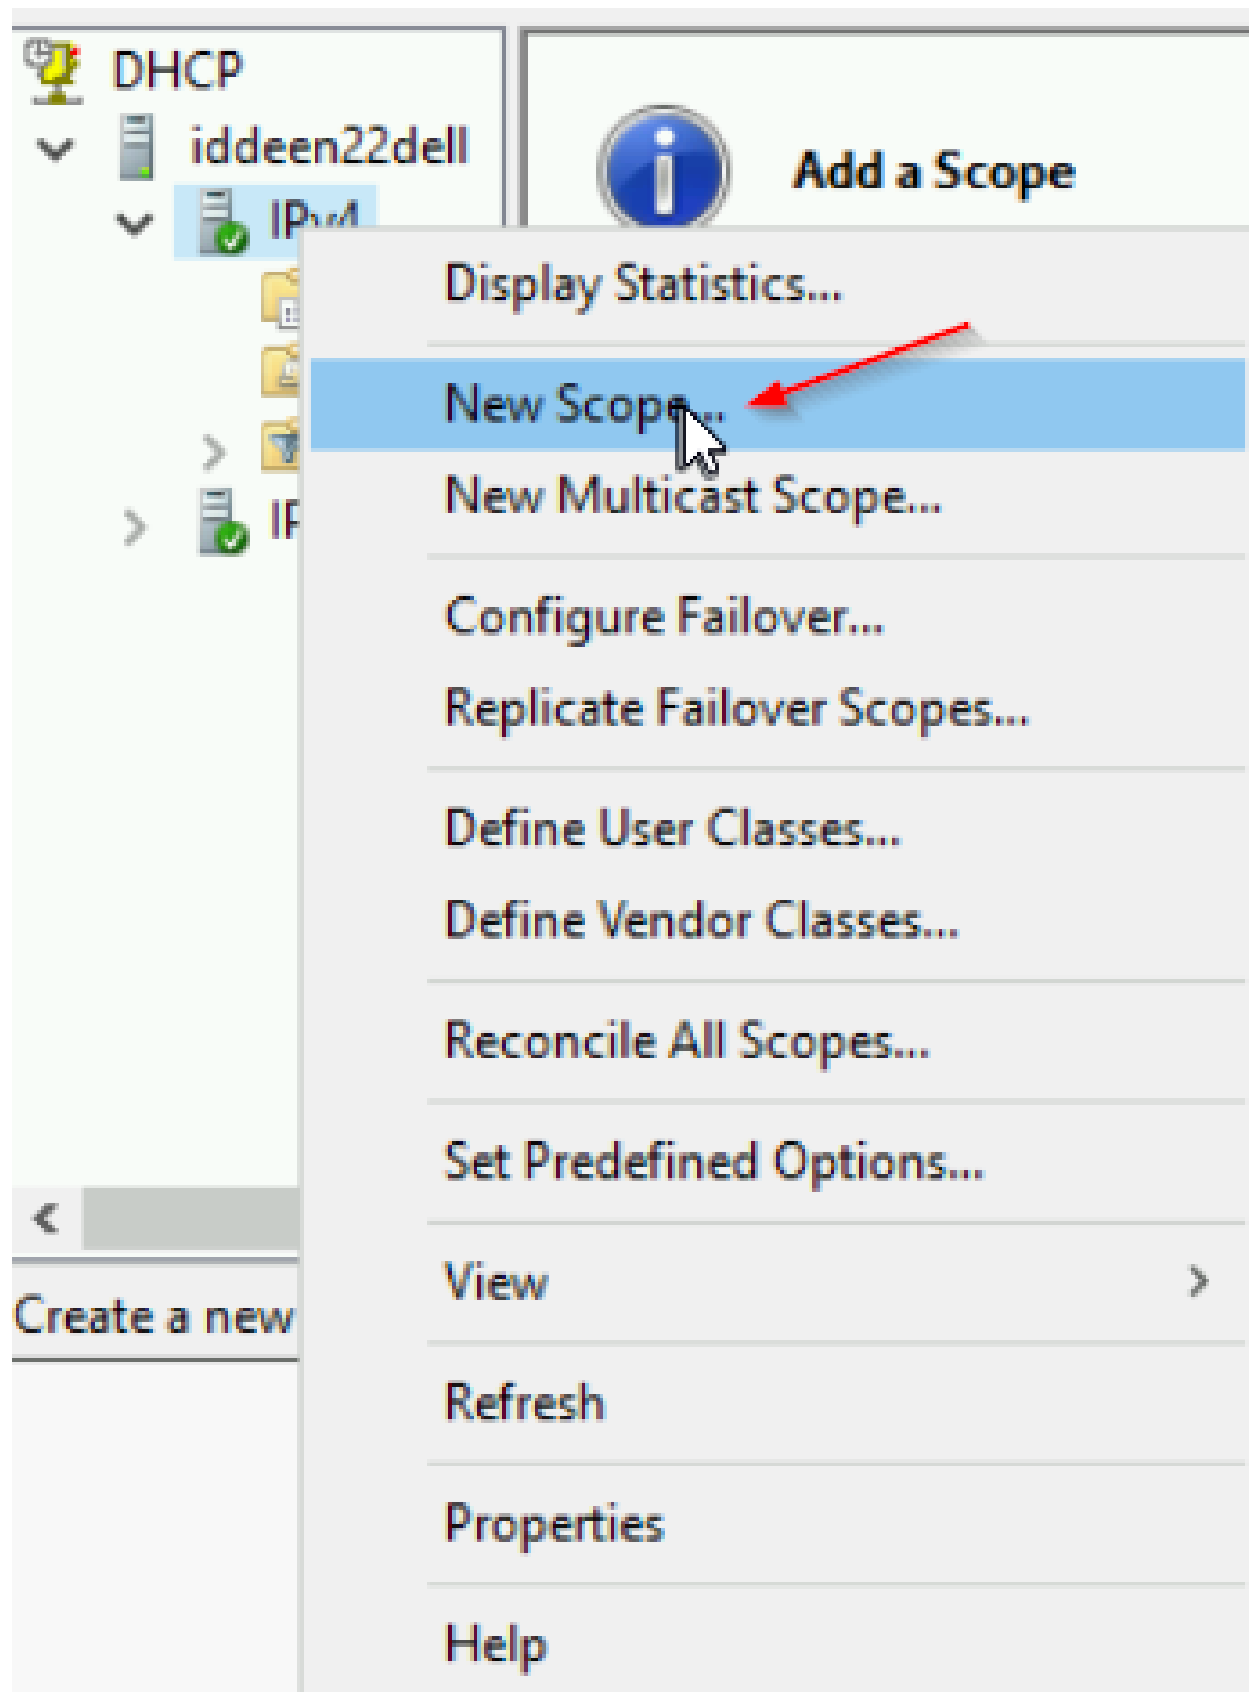 DHCP
iddeen22dell
IPv4
Add a Scope
Display Statistics...
New Scope...
New Multicast Scope...
Configure Failover...
Replicate Failover Scopes...
Define User Classes...
Define Vendor Classes...
Reconcile All Scopes...
Set Predefined Options...
View
Create a new
Refresh
Properties
Help